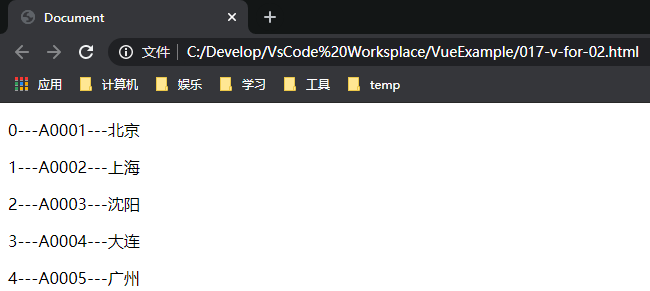 Document
文件 C:/Develop/VsCode%20Worksplace/VueExample/017-v-for-02.html
应用 计算机 娱乐 学习 工具 temp
0---A0001---北京
1---A0002---上海
2---A0003---沈阳
3---A0004---大连
4---A0005---广州